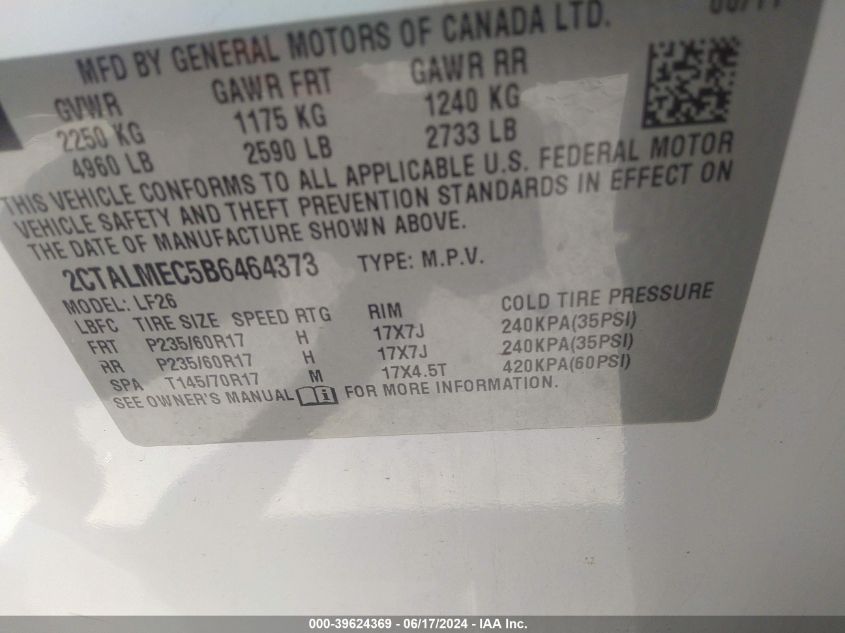 MFD BY GENERAL MOTORS OF CANADA LTD.
GVWR GAWR FRT GAWR RR
2250 KG 1175 KG 1240 KG
4960 LB 2590 LB 2733 LB
THIS VEHICLE CONFORMS TO ALL APPLICABLE U.S. FEDERAL MOTOR
VEHICLE SAFETY AND THEFT PREVENTION STANDARDS IN EFFECT ON
THE DATE OF MANUFACTURE SHOWN ABOVE.
2CTALMEC5B6464373 TYPE: M.P.V.
MODEL: LF26
LBFC TIRE SIZE SPEED RTG RIM COLD TIRE PRESSURE
FRT P235/60R17 H 17X7J 240KPA(35PSI)
RR P235/60R17 H 17X7J 240KPA(35PSI)
SPA T145/70R17 M 17X4.5T 420KPA(60PSI)
SEE OWNER'S MANUAL FOR MORE INFORMATION.
000-39624369 - 06/17/2024 - IAA Inc.